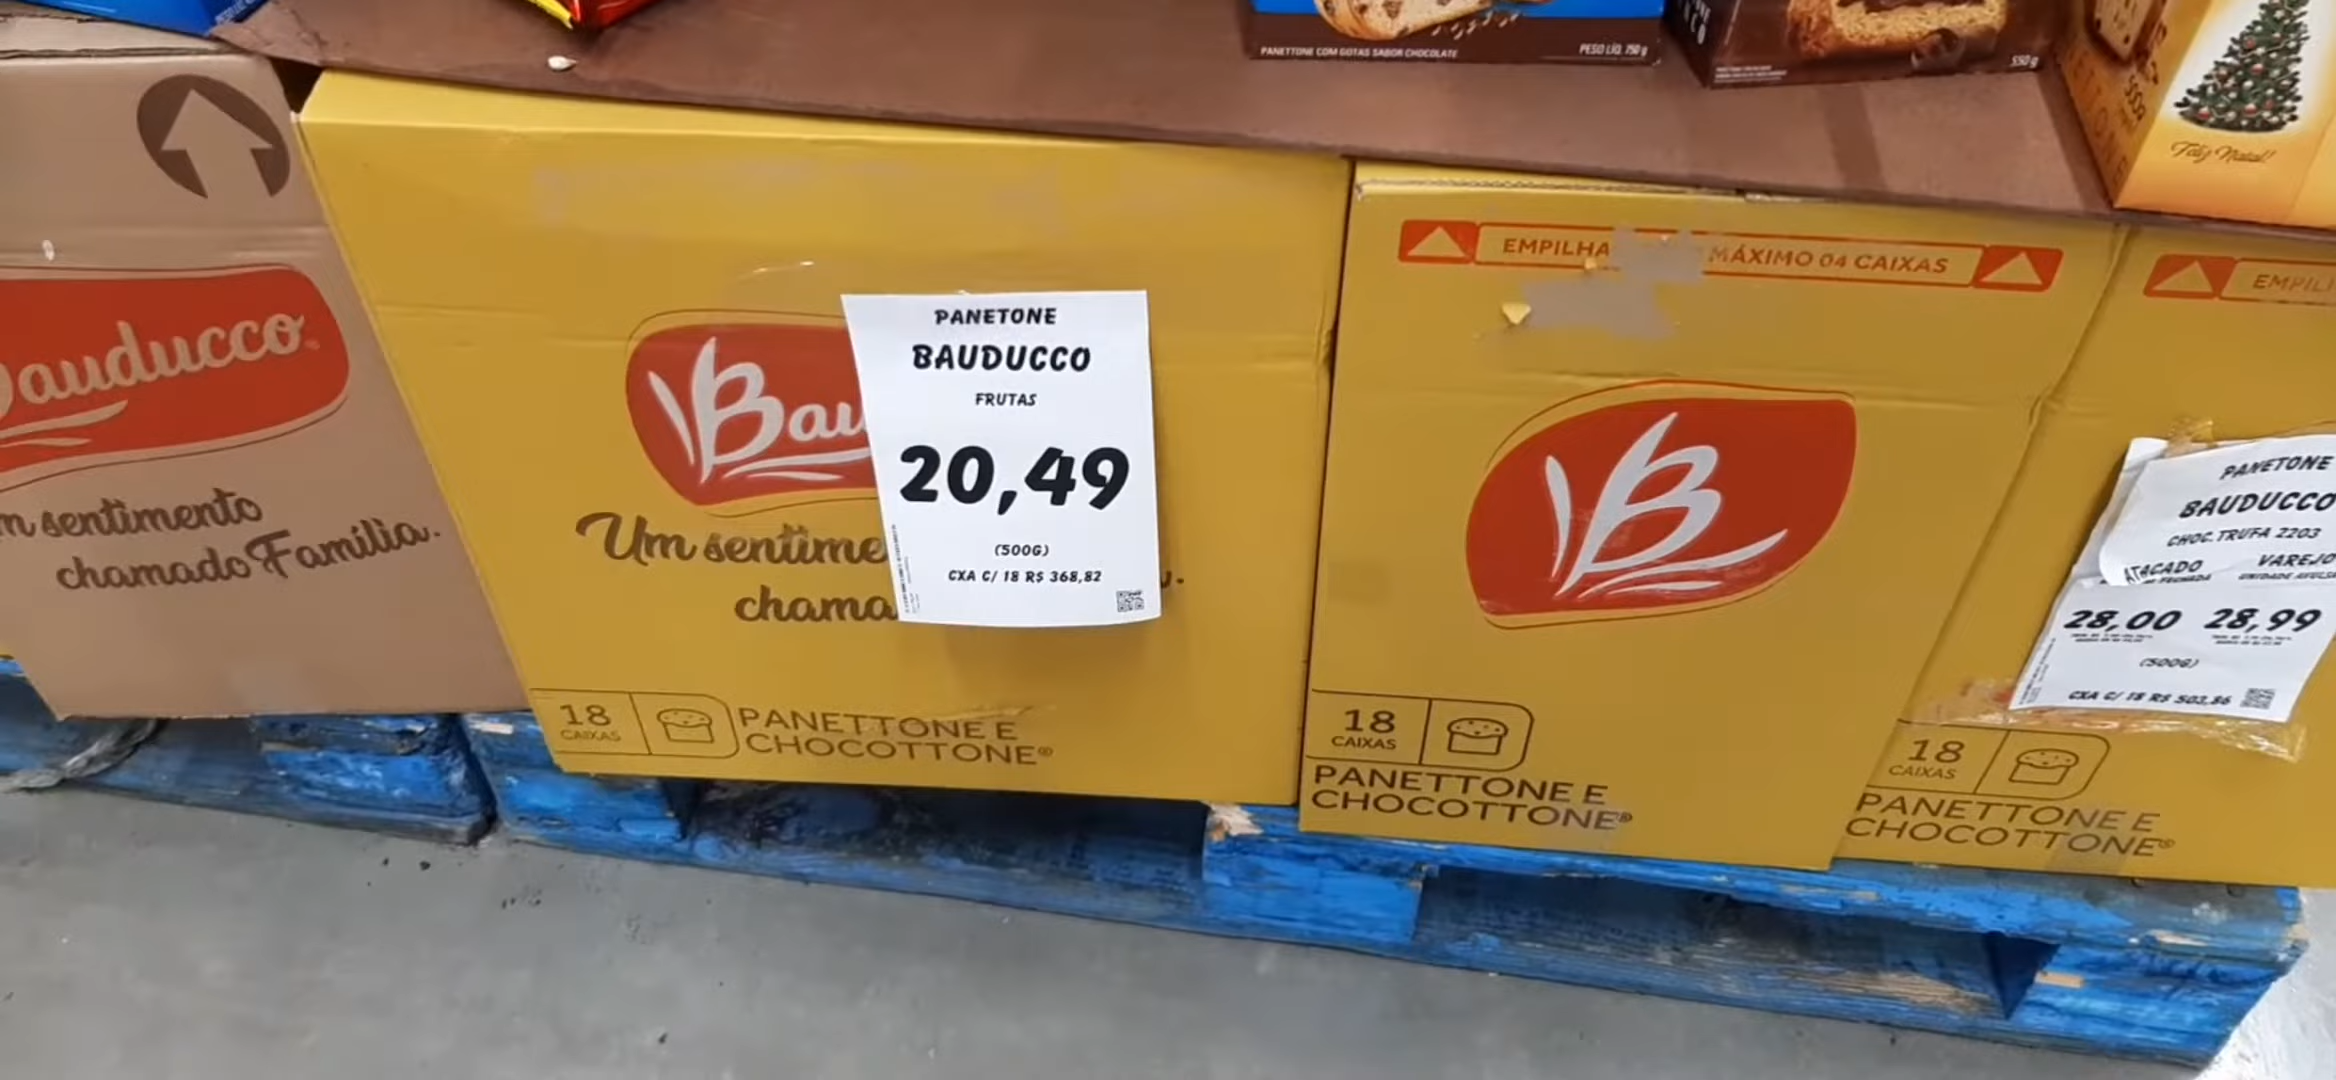 PANETTONE COM GOTAS SABOR CHOCOLATE
PESO LÍQ. 750g
550g
500g
Feliz Natal!
Bauducco
sentimento
chamado Família.
PANETONE
BAUDUCCO
FRUTAS
20,49
(500G)
CXA C/ 18 R$ 368,82
Bau
Um sentime
chama
18
CAIXAS
PANETTONE E
CHOCOTTONE®
EMPILHA
MÁXIMO 04 CAIXAS
B
18
CAIXAS
PANETTONE E
CHOCOTTONE®
EMPIL
PANETONE
BAUDUCCO
CHOC.TRUFA 2203
ATACADO VAREJO
28,00 28,99
(500G)
CXA C/ 18 R$ 503,86
18
CAIXAS
PANETTONE E
CHOCOTTONE®